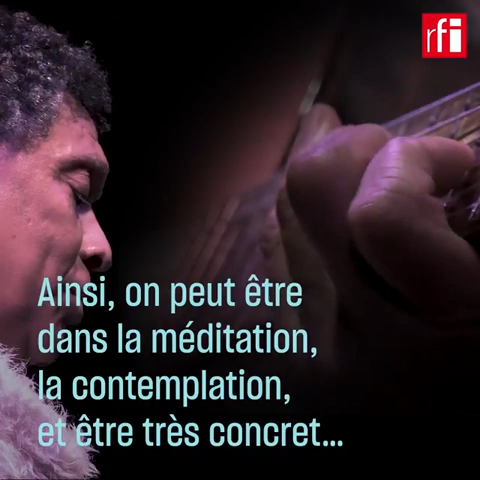 rfi
Ainsi, on peut être
dans la méditation,
la contemplation,
et être très concret...